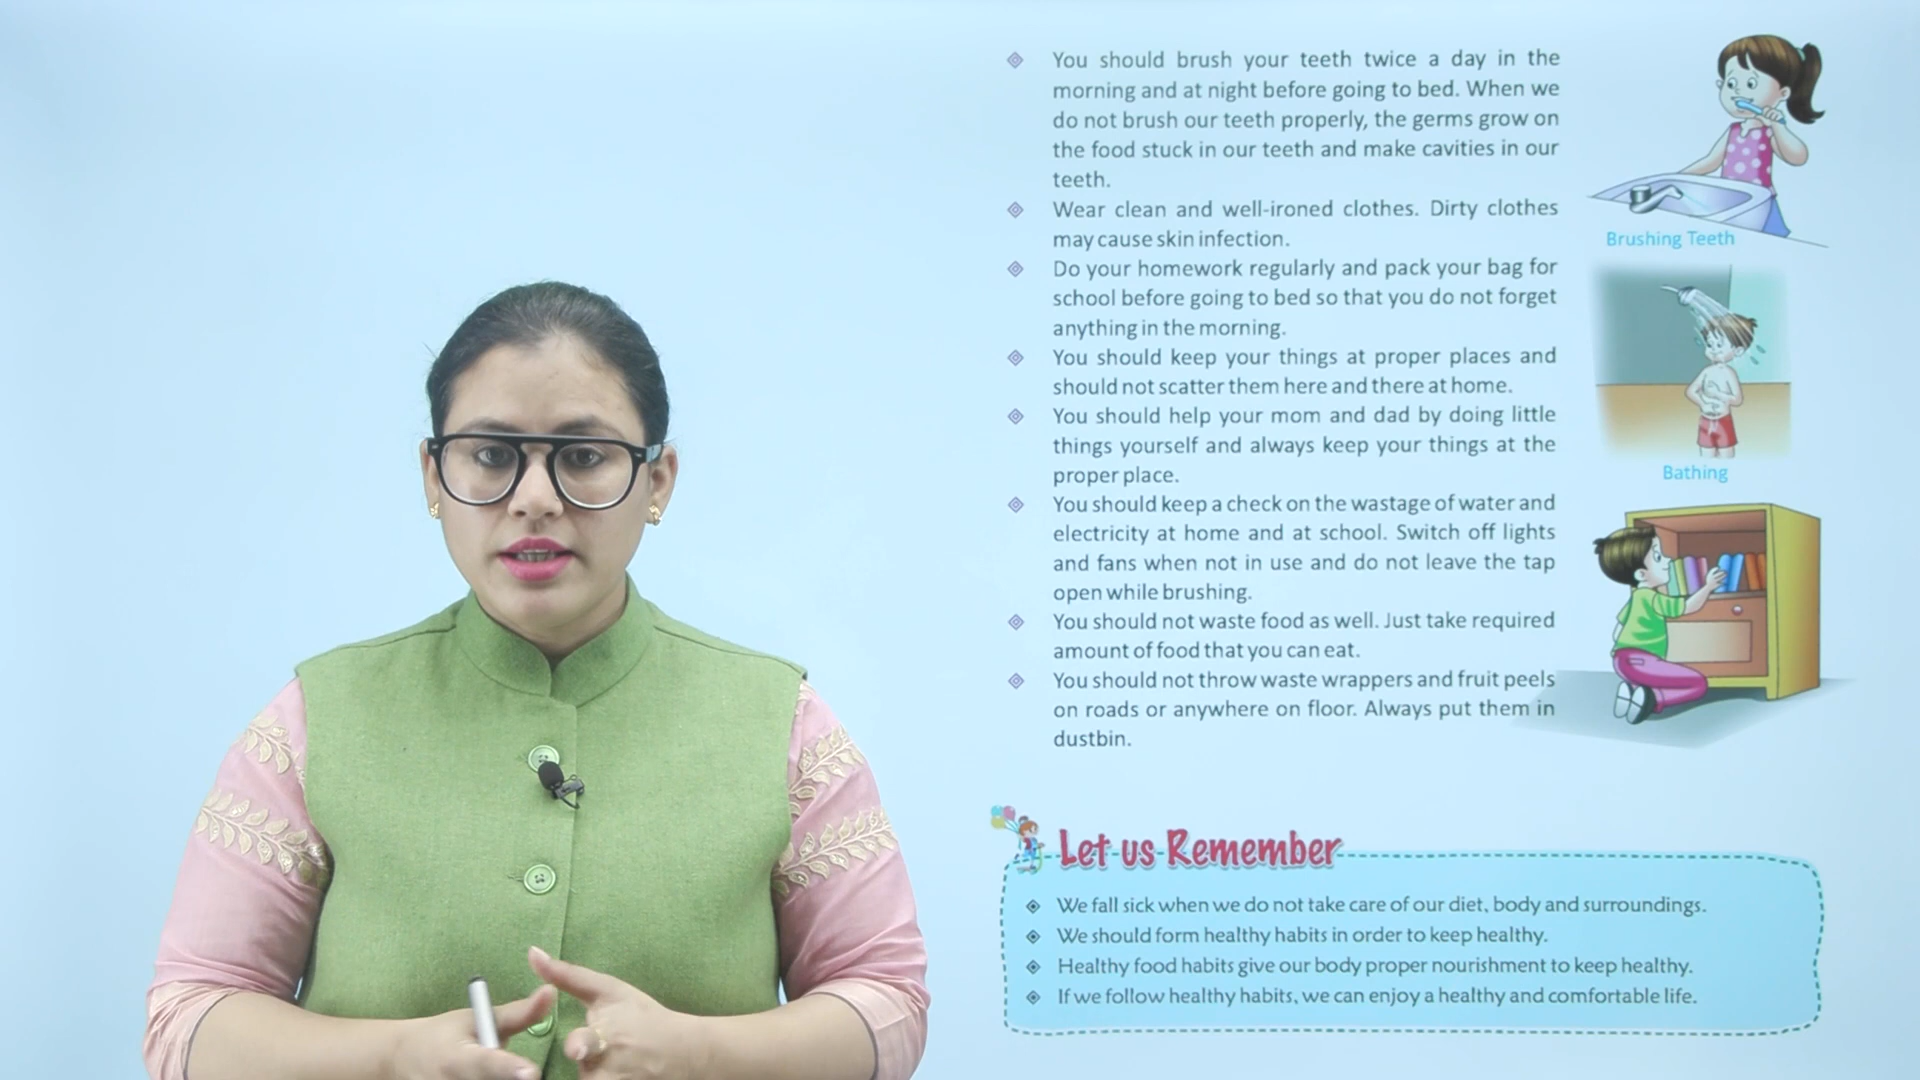 You should brush your teeth twice a day in the
morning and at night before going to bed. When we
do not brush our teeth properly, the germs grow on
the food stuck in our teeth and make cavities in our
teeth.
Wear clean and well-ironed clothes. Dirty clothes
may cause skin infection.
Do your homework regularly and pack your bag for
school before going to bed so that you do not forget
anything in the morning.
You should keep your things at proper places and
should not scatter them here and there at home.
You should help your mom and dad by doing little
things yourself and always keep your things at the
proper place.
You should keep a check on the wastage of water and
electricity at home and at school. Switch off lights
and fans when not in use and do not leave the tap
open while brushing.
You should not waste food as well. Just take required
amount of food that you can eat.
You should not throw waste wrappers and fruit peels
on roads or anywhere on floor. Always put them in
dustbin.
Brushing Teeth
Bathing
Let us Remember
We fall sick when we do not take care of our diet, body and surroundings.
We should form healthy habits in order to keep healthy.
Healthy food habits give our body proper nourishment to keep healthy.
If we follow healthy habits, we can enjoy a healthy and comfortable life.